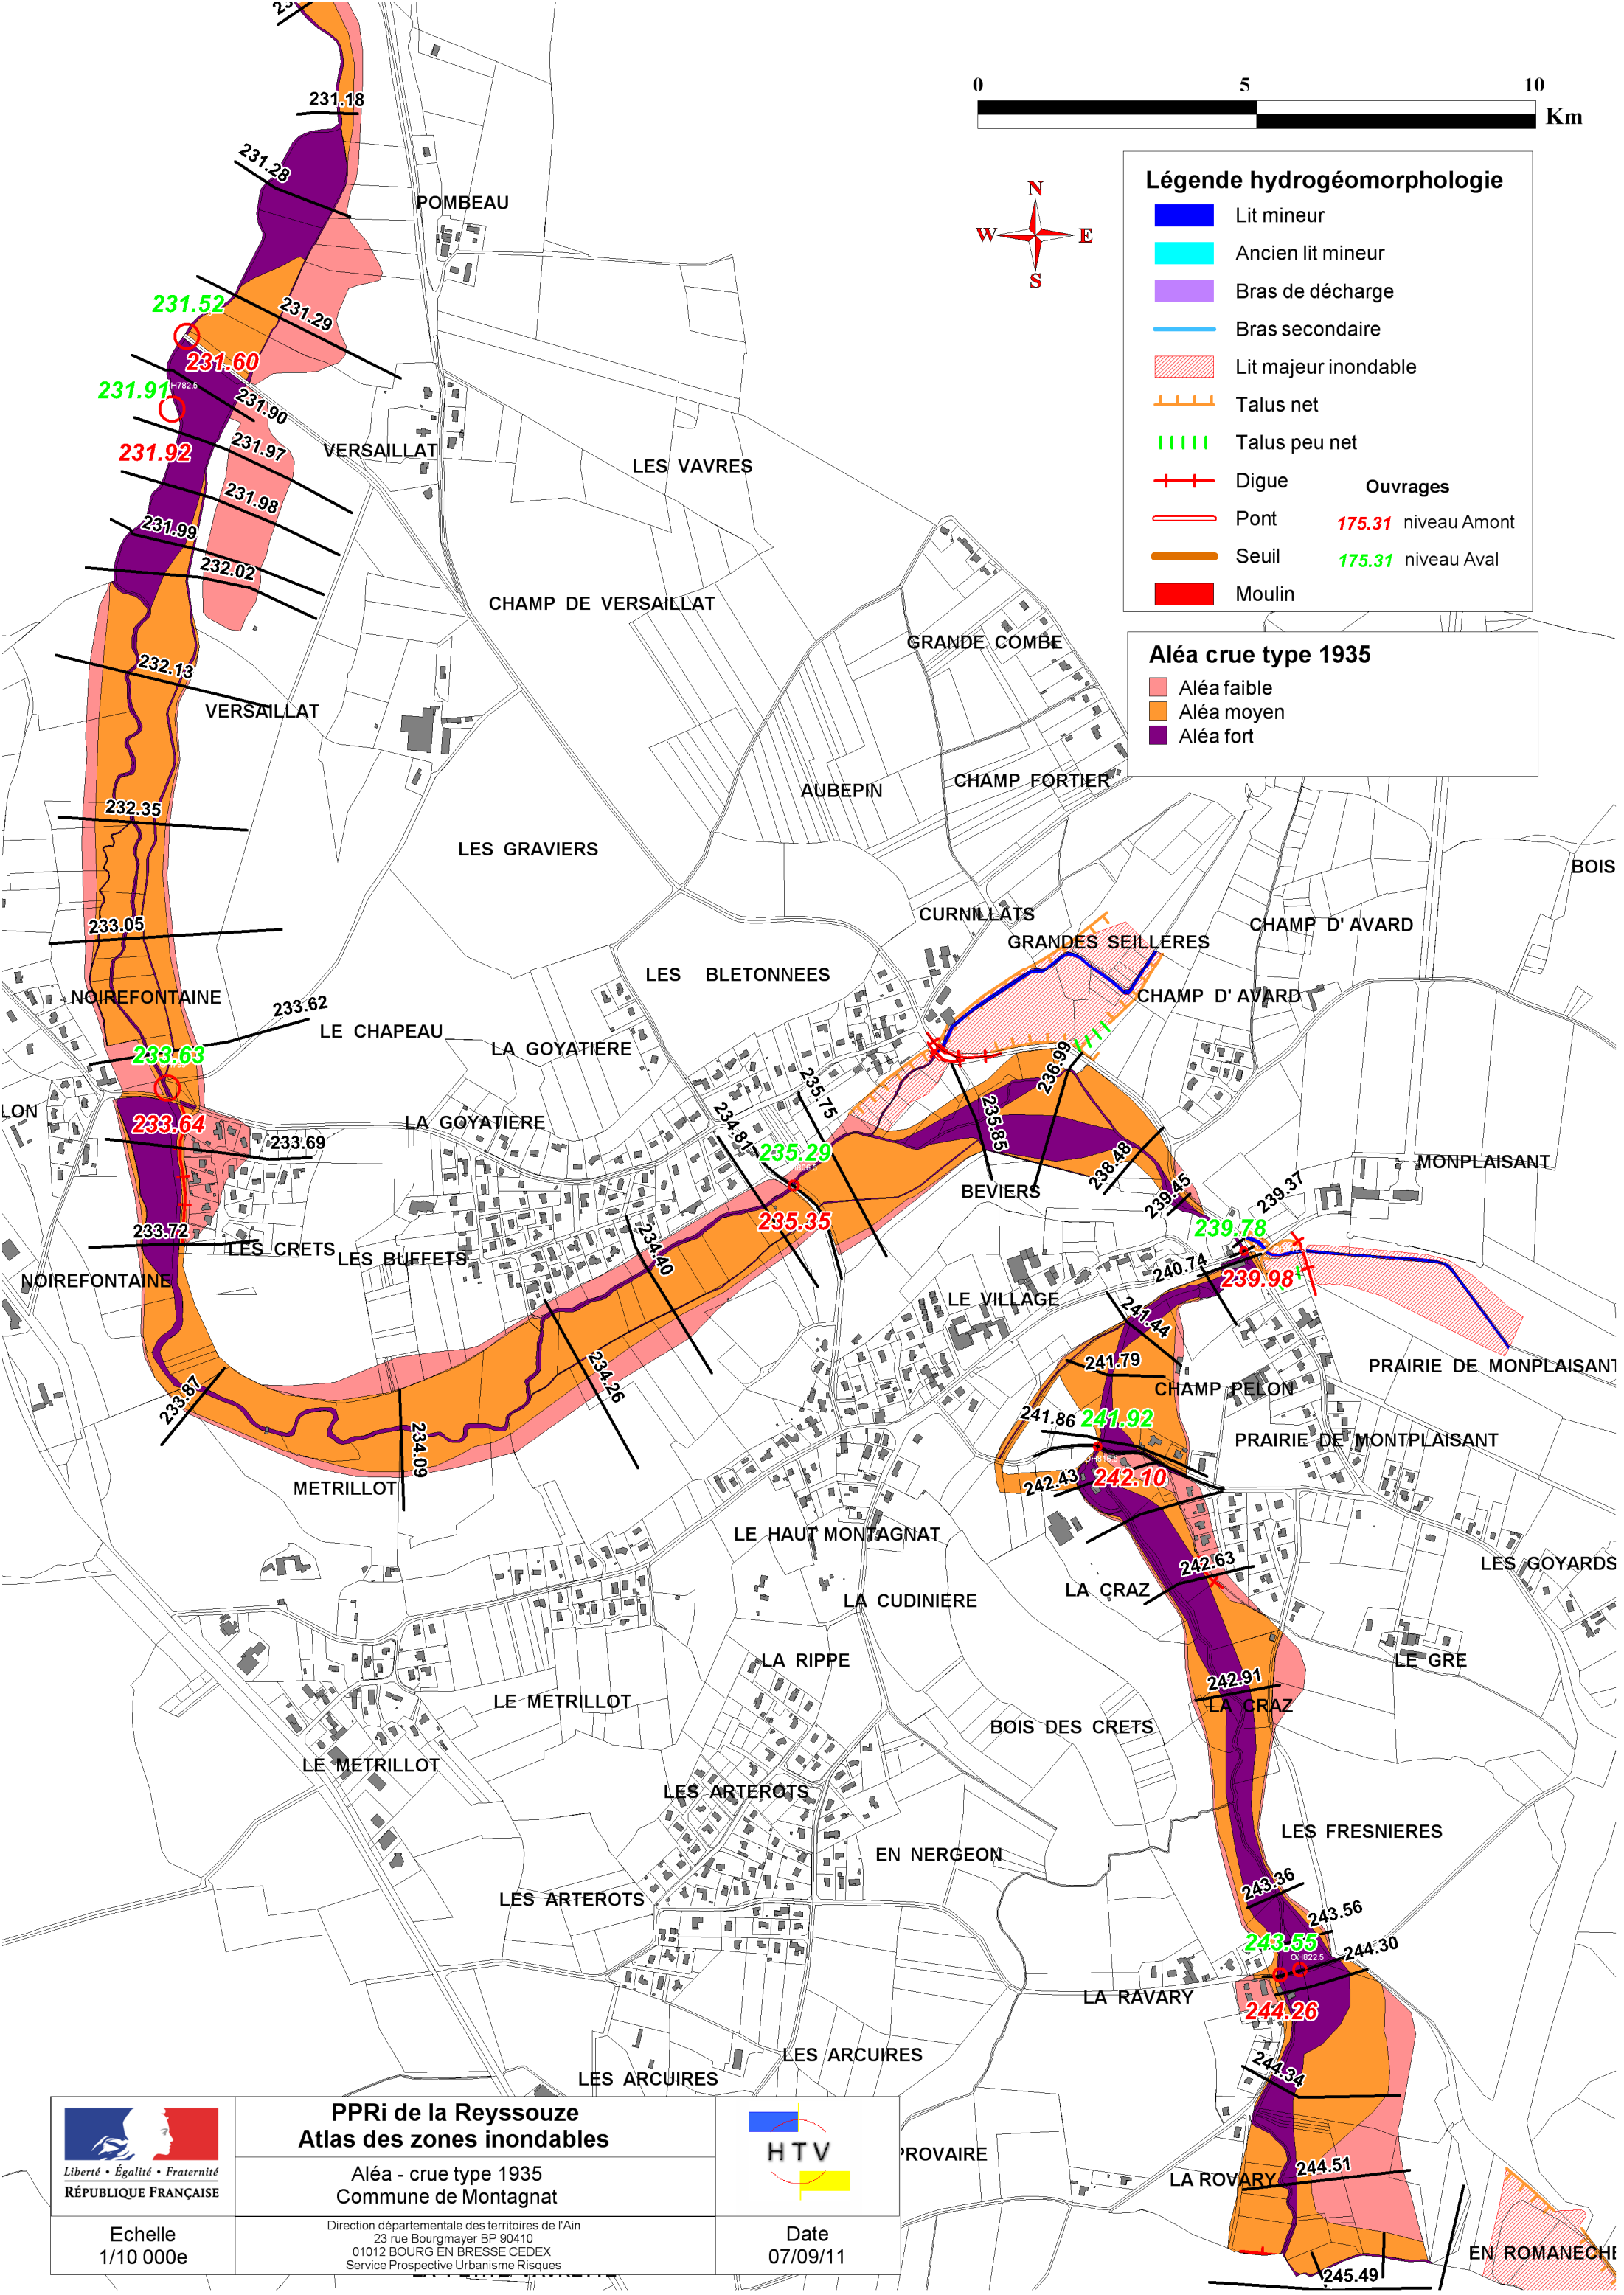 0 5 10
Km
N
W E
S
Légende hydrogéomorphologie
Lit mineur
Ancien lit mineur
Bras de décharge
Bras secondaire
Lit majeur inondable
Talus net
Talus peu net
Digue
Ouvrages
Pont
175.31 niveau Amont
Seuil
175.31 niveau Aval
Moulin
Aléa crue type 1935
Aléa faible
Aléa moyen
Aléa fort
231.18
231.28
POMBEAU
231.52
231.29
231.60
231.91
H782.5
231.90
231.92
231.97
VERSAILLAT
LES VAVRES
231.98
231.99
232.02
CHAMP DE VERSAILLAT
GRANDE COMBE
232.13
VERSAILLAT
AUBEPIN
CHAMP FORTIER
232.35
LES GRAVIERS
BOIS
CURNILLATS
CHAMP D' AVARD
233.05
GRANDES SEILLERES
LES BLETONNEES
NOIREFONTAINE
CHAMP D' AVARD
233.62
LE CHAPEAU
LA GOYATIERE
233.63
236.99
235.75
LON
233.64
LA GOYATIERE
234.81
235.85
233.69
235.29
238.48
MONPLAISANT
BEVIERS
239.45
239.37
235.35
239.78
233.72
LES CRETS
LES BUFFETS
234.40
NOIREFONTAINE
240.74
239.98
LE VILLAGE
241.44
234.26
241.79
PRAIRIE DE MONPLAISANT
233.87
CHAMP PELON
241.86
241.92
234.09
PRAIRIE DE MONTPLAISANT
METRILLOT
242.43
242.10
LE HAUT MONTAGNAT
242.63
LES GOYARDS
LA CRAZ
LA CUDINIERE
LA RIPPE
LE GRE
242.91
LE METRILLOT
LA CRAZ
BOIS DES CRETS
LE METRILLOT
LES ARTEROTS
LES FRESNIERES
EN NERGEON
243.36
LES ARTEROTS
243.56
243.55
244.30
OH822.5
LA RAVARY
244.26
LES ARCUIRES
LES ARCUIRES
244.34
ROVAIRE
244.51
LA ROVARY
EN ROMANECHE
245.49
Liberté • Égalité • Fraternité
RÉPUBLIQUE FRANÇAISE
PPRi de la Reyssouze
Atlas des zones inondables
Aléa - crue type 1935
Commune de Montagnat
HTV
Echelle
1/10 000e
Direction départementale des territoires de l'Ain
23 rue Bourgmayer BP 90410
01012 BOURG EN BRESSE CEDEX
Service Prospective Urbanisme Risques
Date
07/09/11